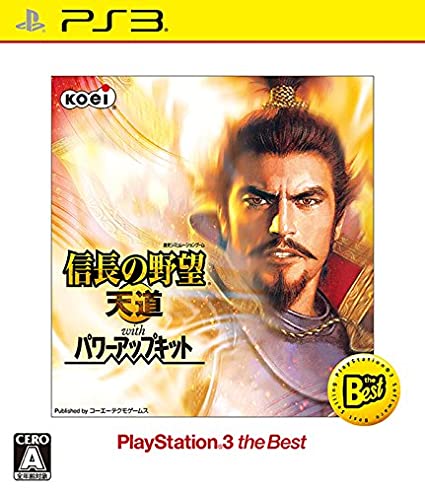 PS3
KOEI
歴史シミュレーションゲーム
信長の野望
天道
with
パワーアップキット
Published by コーエーテクモゲームス
the
Best
PlayStation®3 the Best
CERO
A
全年齢対象